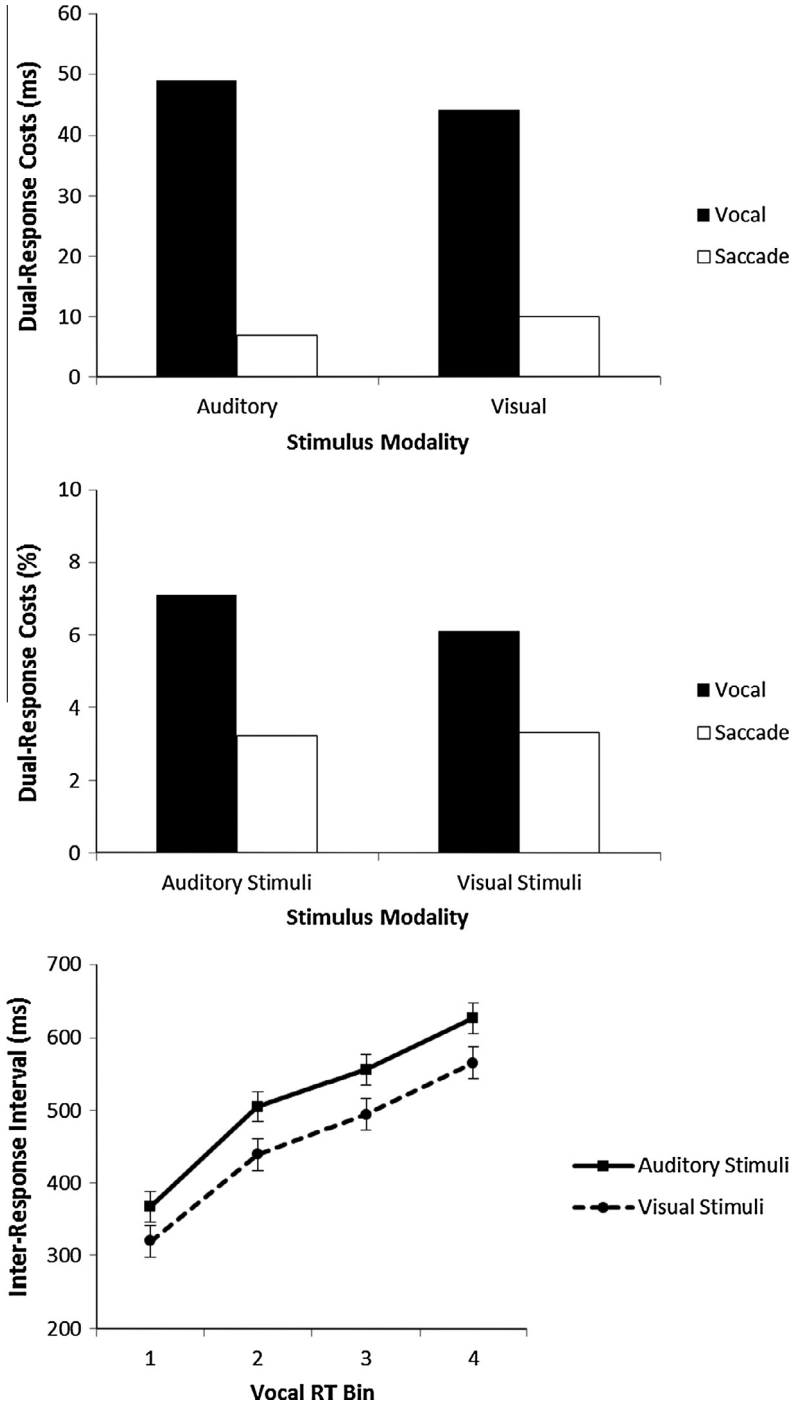 60
50
40
30
20
10
0
Dual-Response Costs (ms)
Auditory
Visual
Stimulus Modality
Vocal
Saccade
10
8
6
4
2
0
Dual-Response Costs (%)
Auditory Stimuli
Visual Stimuli
Stimulus Modality
Vocal
Saccade
700
600
500
400
300
200
Inter-Response Interval (ms)
1
2
3
4
Vocal RT Bin
Auditory Stimuli
Visual Stimuli